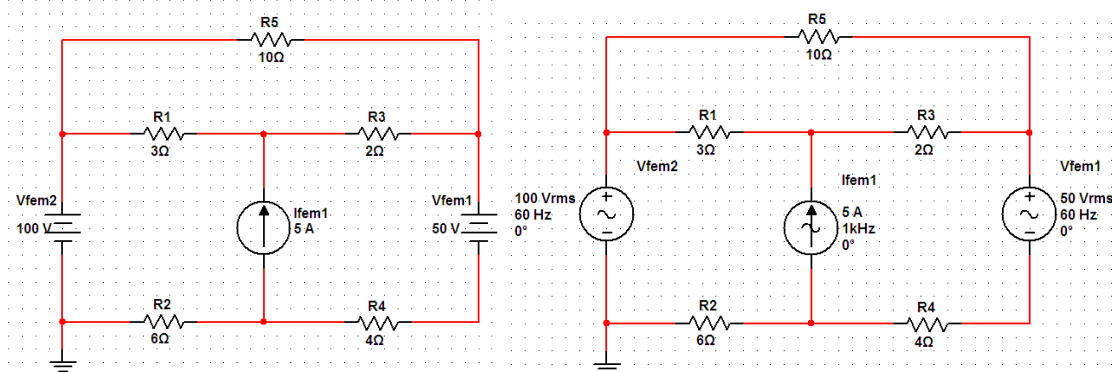 R5
10Ω
R1
3Ω
R3
2Ω
Vfem2
100 V
Ifem1
5 A
Vfem1
50 V
R2
6Ω
R4
4Ω
R5
10Ω
R1
3Ω
R3
2Ω
Vfem2
100 Vrms
60 Hz
0°
Ifem1
5 A
1kHz
0°
Vfem1
50 Vrms
60 Hz
0°
R2
6Ω
R4
4Ω